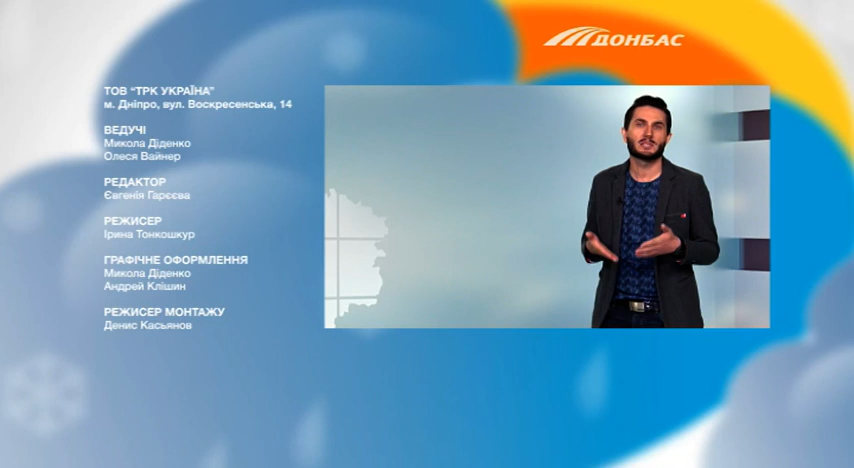 ДОНБАС
ТОВ “ТРК УКРАЇНА”
м. Дніпро, вул. Воскресенська, 14
ВЕДУЧІ
Микола Діденко
Олеся Вайнер
РЕДАКТОР
Євгенія Гарєєва
РЕЖИСЕР
Ірина Тонкошкур
ГРАФІЧНЕ ОФОРМЛЕННЯ
Микола Діденко
Андрей Клішин
РЕЖИСЕР МОНТАЖУ
Денис Касьянов